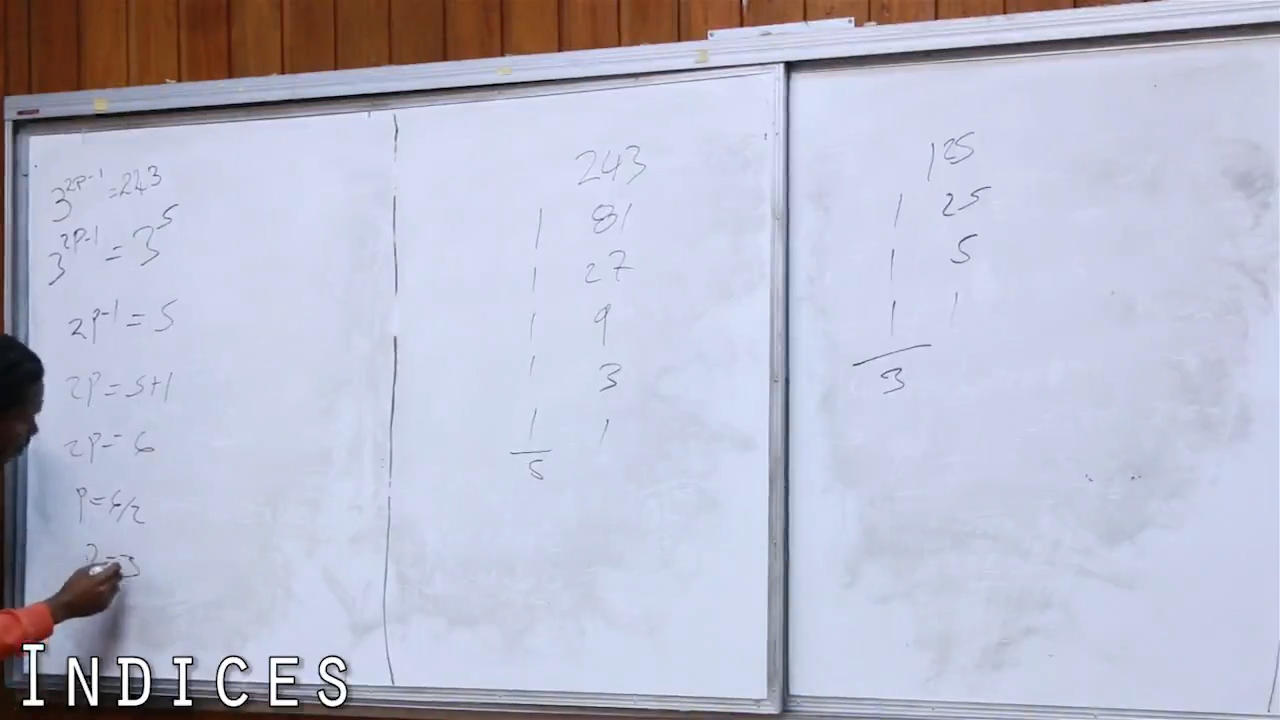 3^{2P-1} = 243
3^{2P-1} = 3^5
2P-1 = 5
2P = 5+1
2P = 6
P = 6/2
P = 3
243
1 81
1 27
1 9
1 3
1 1
5
125
1 25
1 5
1 1
3
INDICES